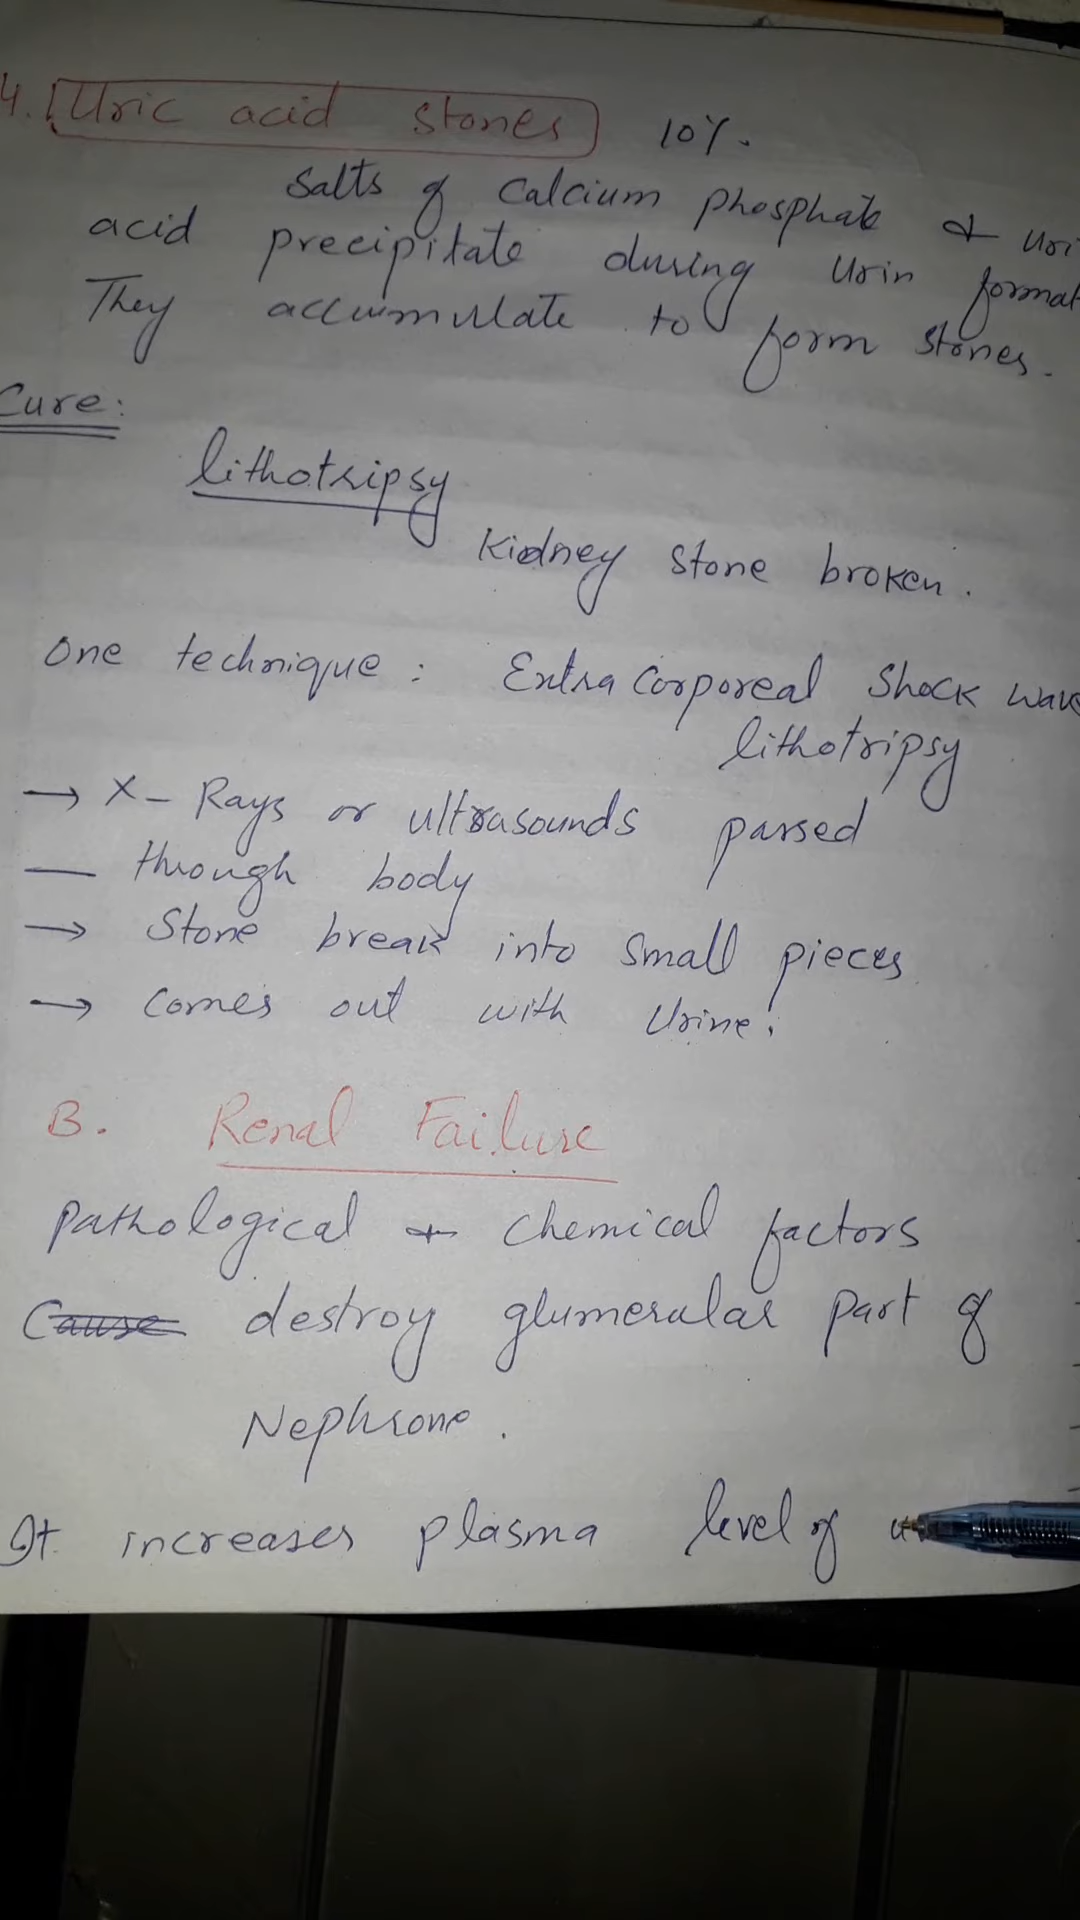 4. Uric acid stones 10%.
Salts of Calcium phosphate & Uri
acid precipitate during Urin format
They accumulate to form stones.
Cure:
lithotripsy
Kidney stone broken.
One technique : Extra Corporeal Shock wave
lithotripsy
→ X-Rays or ultrasounds passed
— through body
→ Stone break into small pieces
→ Comes out with Urine.
B. Renal Failure
Pathological & Chemical factors
Cause destroy glumerular part of
Nephrone.
It increases plasma level of